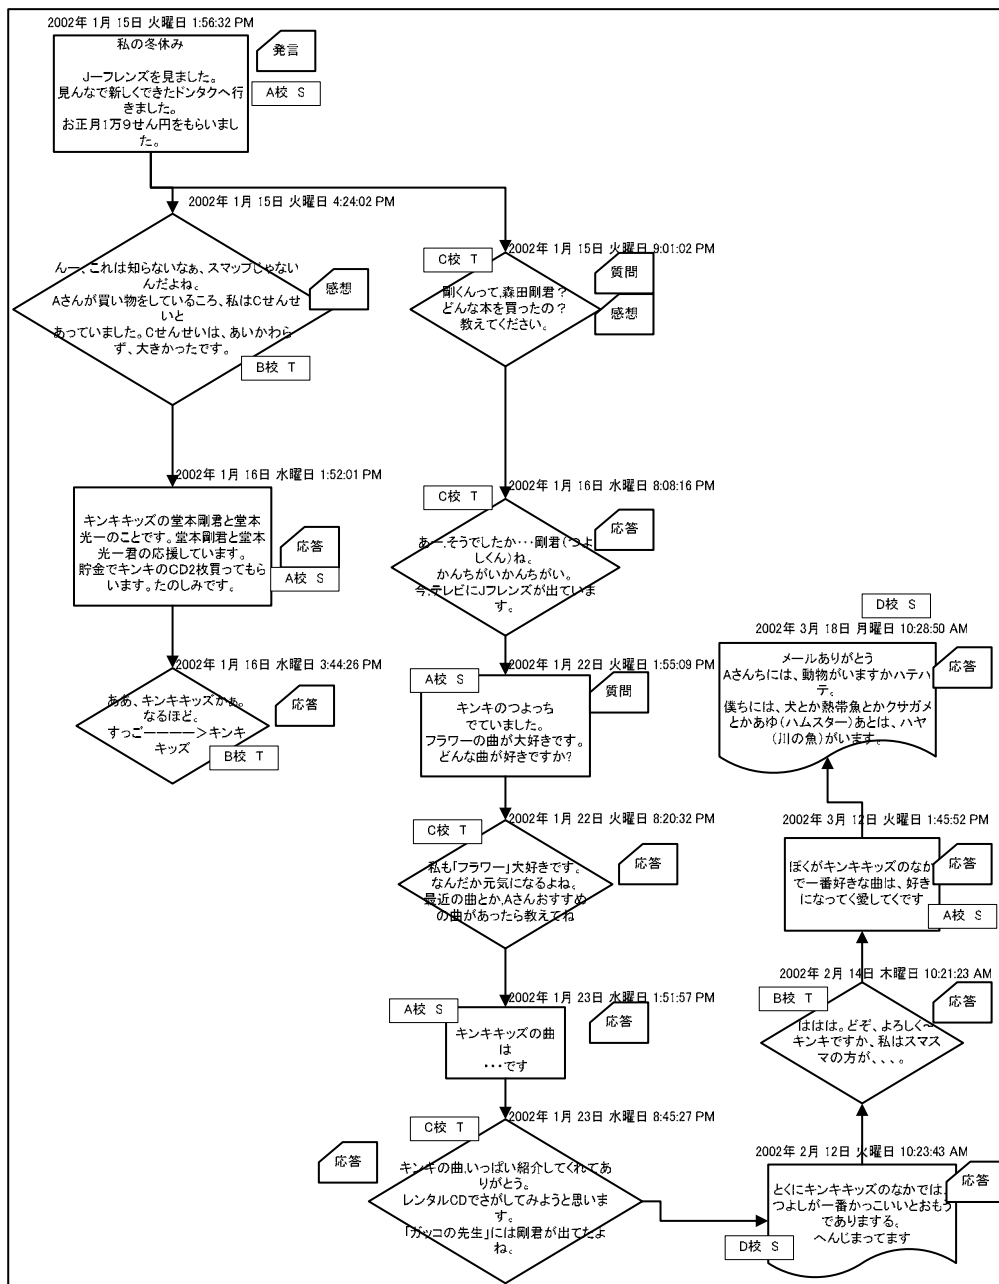 2002年 1月 15日 火曜日 1:56:32 PM
私の冬休み
Jーフレンズを見ました。
見んなで新しくできたドンタクへ行
きました。
お正月1万9せん円をもらいまし
た。
発言
A校 S
2002年 1月 15日 火曜日 4:24:02 PM
んー、これは知らないなぁ、スマップじゃない
んだよね。
Aさんが買い物をしているころ、私はCせんせ
いと
あっていました。Cせんせいは、あいかわら
ず、大きかったです。
感想
B校 T
2002年 1月 16日 水曜日 1:52:01 PM
キンキキッズの堂本剛君と堂本
光一のことです。堂本剛君と堂本
光一君の応援しています。
貯金でキンキのCD2枚買ってもら
います。たのしみです。
応答
A校 S
2002年 1月 16日 水曜日 3:44:26 PM
ああ、キンキキッズかぁ。
なるほど。
すっごーーーー＞キンキ
キッズ
応答
B校 T
2002年 1月 15日 火曜日 9:01:02 PM
C校 T
剛くんって,森田剛君？
どんな本を買ったの？
教えてください。
質問
感想
2002年 1月 16日 水曜日 8:08:16 PM
C校 T
あー,そうでしたか・・・剛君（つよ
しくん）ね。
かんちがいかんちがい。
今,テレビにJフレンズが出ていま
す。
応答
2002年 1月 22日 火曜日 1:55:09 PM
A校 S
キンキのつよっち
でていました。
フラワーの曲が大好きです。
どんな曲が好きですか?
質問
2002年 1月 22日 火曜日 8:20:32 PM
C校 T
私も「フラワー」大好きです。
なんだか元気になるよね。
最近の曲とか,Aさんおすすめ
の曲があったら教えてね
応答
2002年 1月 23日 水曜日 1:51:57 PM
A校 S
キンキキッズの曲
は
・・・です
応答
2002年 1月 23日 水曜日 8:45:27 PM
C校 T
キンキの曲,いっぱい紹介してくれてあ
りがとう。
レンタルCDでさがしてみようと思いま
す。
「ガッコの先生」には剛君が出てたよ
ね。
応答
2002年 2月 12日 火曜日 10:23:43 AM
とくにキンキキッズのなかでは、
つよしが一番かっこいいとおもう
でありまする。
へんじまってます
応答
D校 S
2002年 2月 14日 木曜日 10:21:23 AM
B校 T
ははは。どぞ、よろしく～
キンキですか、私はスマス
マの方が、、、。
応答
2002年 3月 12日 火曜日 1:45:52 PM
ぼくがキンキキッズのなか
で一番好きな曲は、好き
になってく愛してくです
応答
A校 S
D校 S
2002年 3月 18日 月曜日 10:28:50 AM
メールありがとう
Aさんちには、動物がいますかハテハ
テ。
僕ちには、犬とか熱帯魚とかクサガメ
とかあゆ（ハムスター）あとは、ハヤ
（川の魚）がいます。
応答